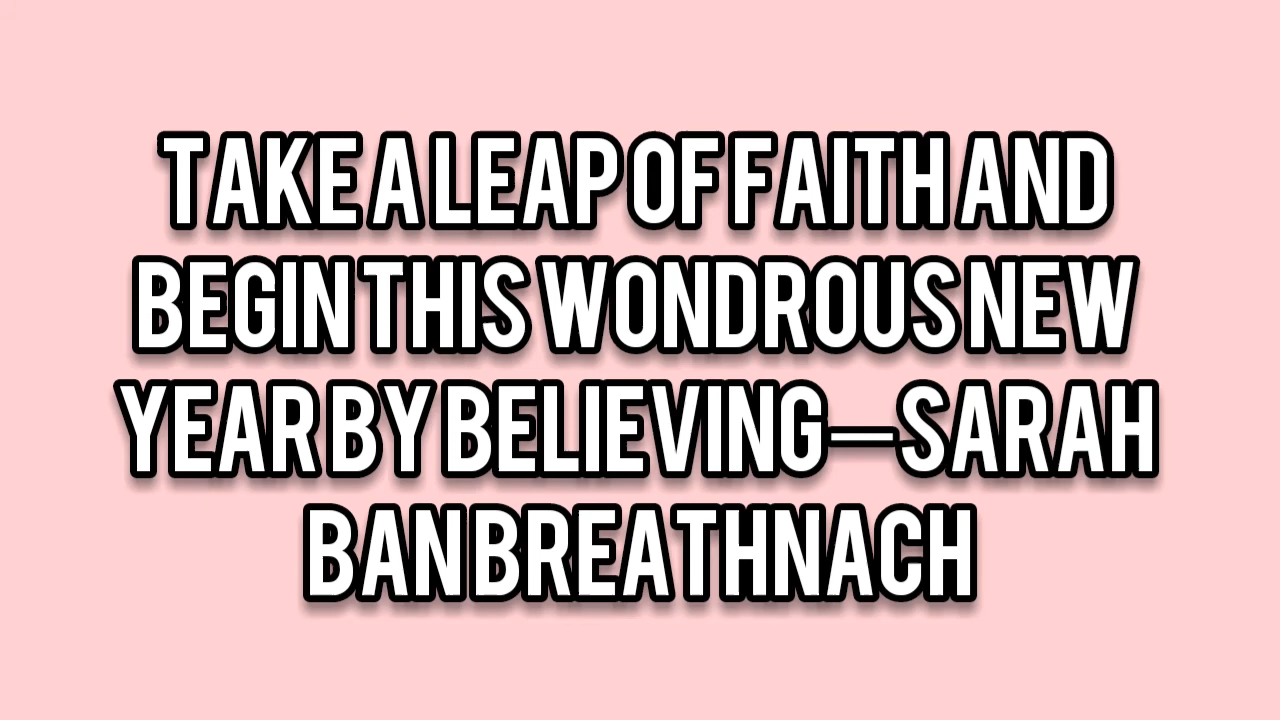 TAKE A LEAP OF FAITH AND
BEGIN THIS WONDROUS NEW
YEAR BY BELIEVING—SARAH
BAN BREATHNACH